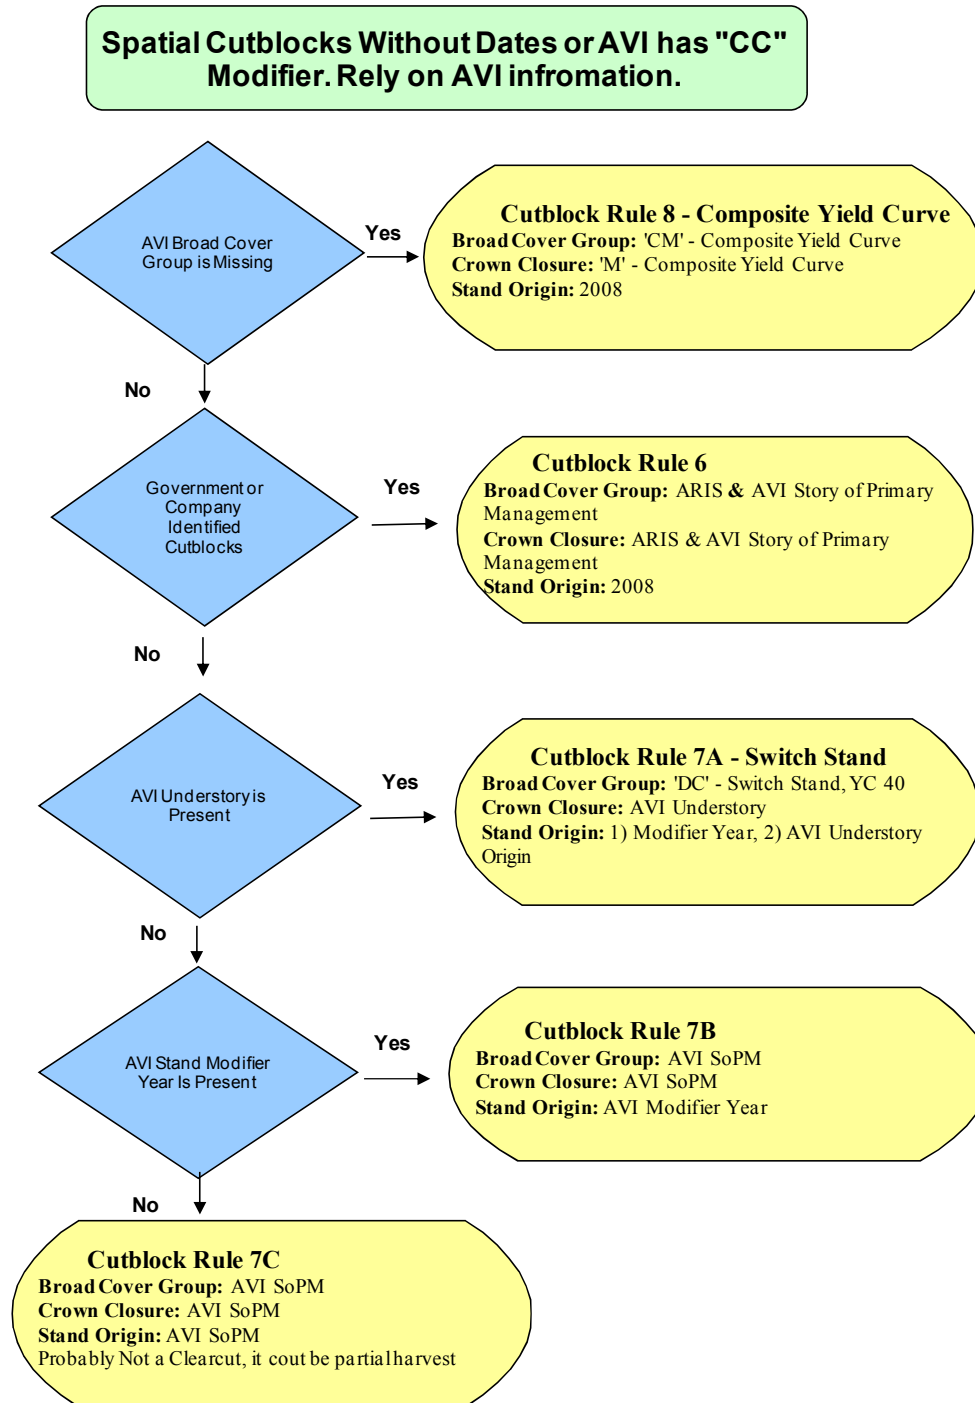 Spatial Cutblocks Without Dates or AVI has "CC"
Modifier. Rely on AVI infromation.
AVI Broad Cover
Group is Missing
Yes
Cutblock Rule 8 - Composite Yield Curve
Broad Cover Group: 'CM' - Composite Yield Curve
Crown Closure: 'M' - Composite Yield Curve
Stand Origin: 2008
No
Government or
Company
Identified
Cutblocks
Yes
Cutblock Rule 6
Broad Cover Group: ARIS & AVI Story of Primary
Management
Crown Closure: ARIS & AVI Story of Primary
Management
Stand Origin: 2008
No
AVI Understory is
Present
Yes
Cutblock Rule 7A - Switch Stand
Broad Cover Group: 'DC' - Switch Stand, YC 40
Crown Closure: AVI Understory
Stand Origin: 1) Modifier Year, 2) AVI Understory
Origin
No
AVI Stand Modifier
Year Is Present
Yes
Cutblock Rule 7B
Broad Cover Group: AVI SoPM
Crown Closure: AVI SoPM
Stand Origin: AVI Modifier Year
No
Cutblock Rule 7C
Broad Cover Group: AVI SoPM
Crown Closure: AVI SoPM
Stand Origin: AVI SoPM
Probably Not a Clearcut, it cout be partial harvest